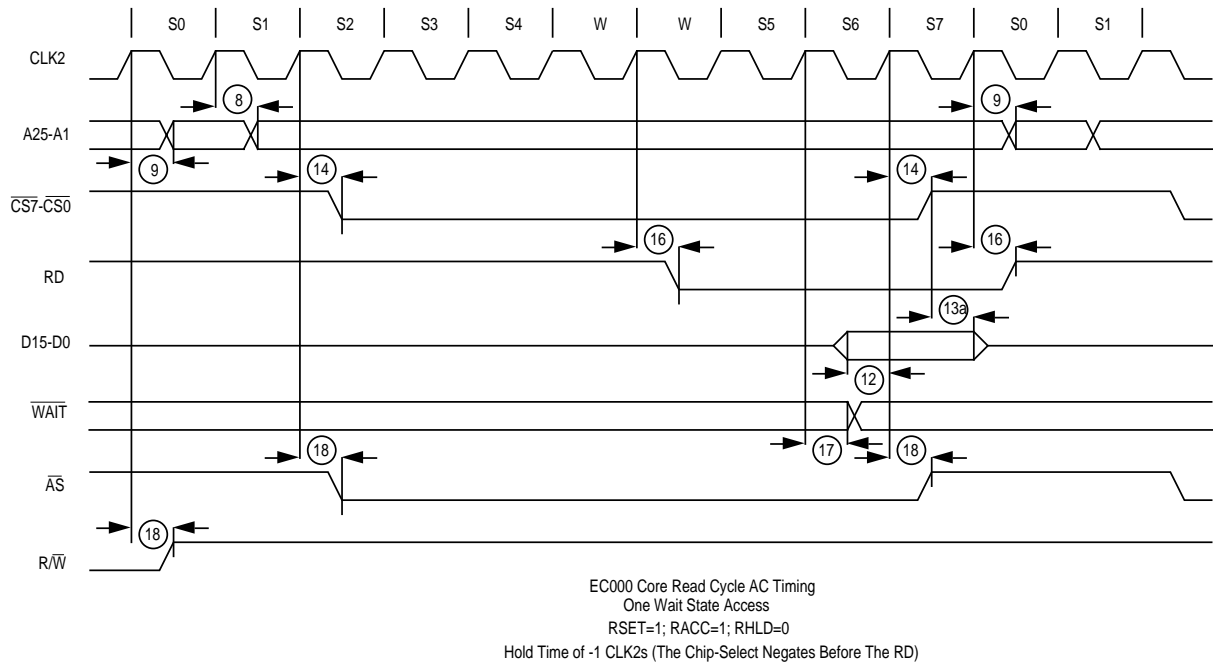 S0 S1 S2 S3 S4 W W S5 S6 S7 S0 S1
CLK2
8 9
A25-A1
9 14 14
CS7-CS0
16 16
RD
13a
D15-D0
12
WAIT
18 17 18
AS
18
R/W
EC000 Core Read Cycle AC Timing
One Wait State Access
RSET=1; RACC=1; RHLD=0
Hold Time of -1 CLK2s (The Chip-Select Negates Before The RD)